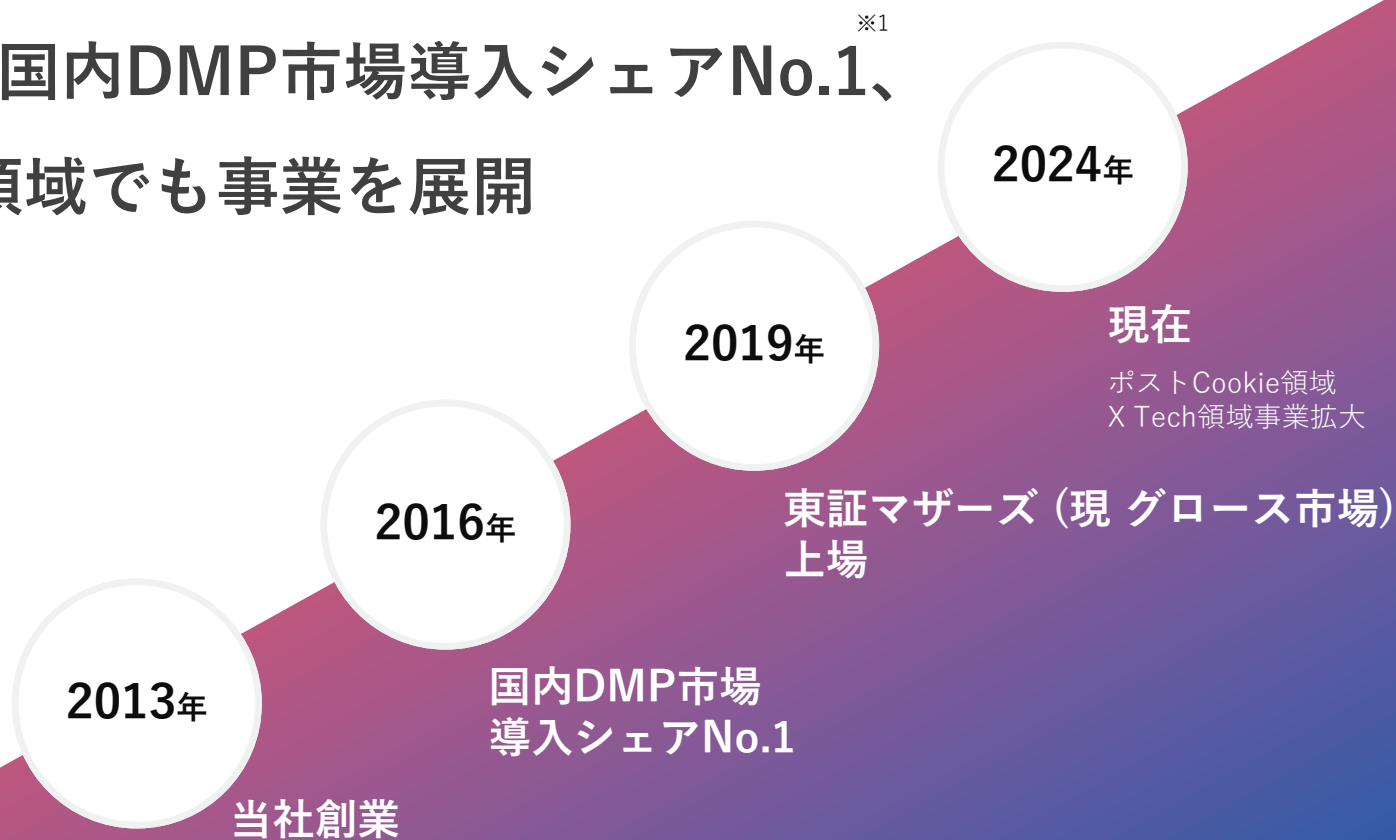 ※1
国内DMP市場導入シェアNo.1、
領域でも事業を展開
2024年
現在
ポストCookie領域
X Tech領域事業拡大
2019年
東証マザーズ (現 グロース市場)
上場
2016年
国内DMP市場
導入シェアNo.1
2013年
当社創業